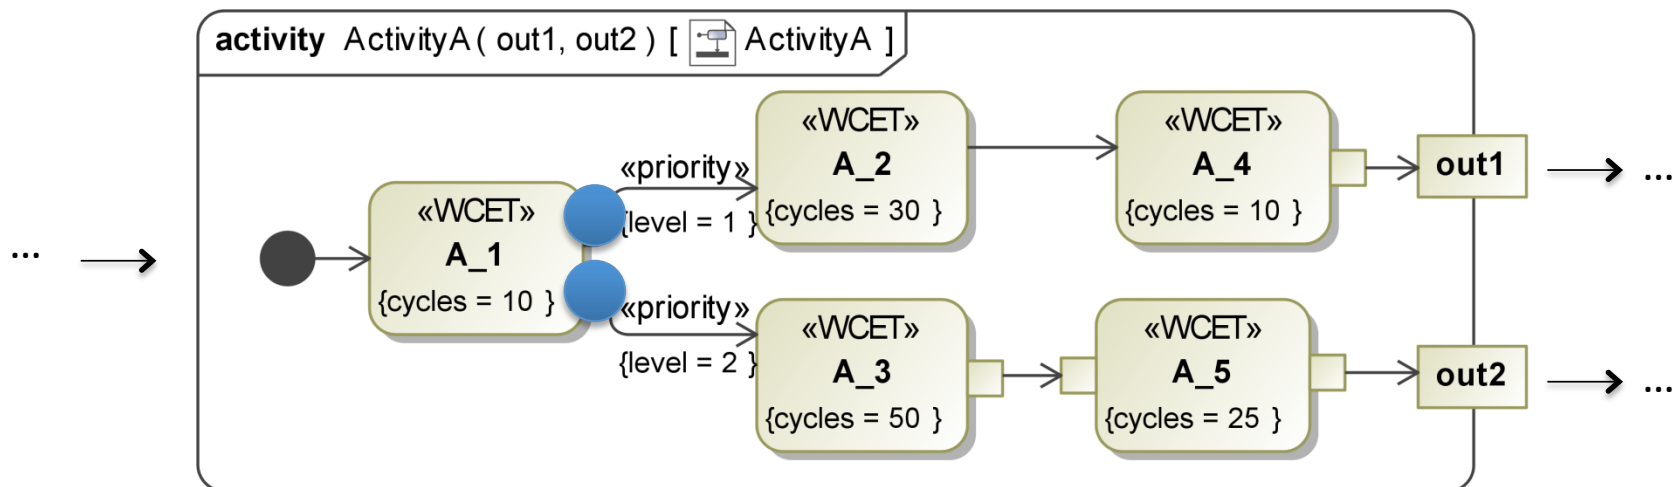 activity ActivityA ( out1, out2 ) [ ActivityA ]
...
«WCET»
A_1
{cycles = 10 }
«priority»
{level = 1 }
«WCET»
A_2
{cycles = 30 }
«WCET»
A_4
{cycles = 10 }
out1
...
«priority»
{level = 2 }
«WCET»
A_3
{cycles = 50 }
«WCET»
A_5
{cycles = 25 }
out2
...